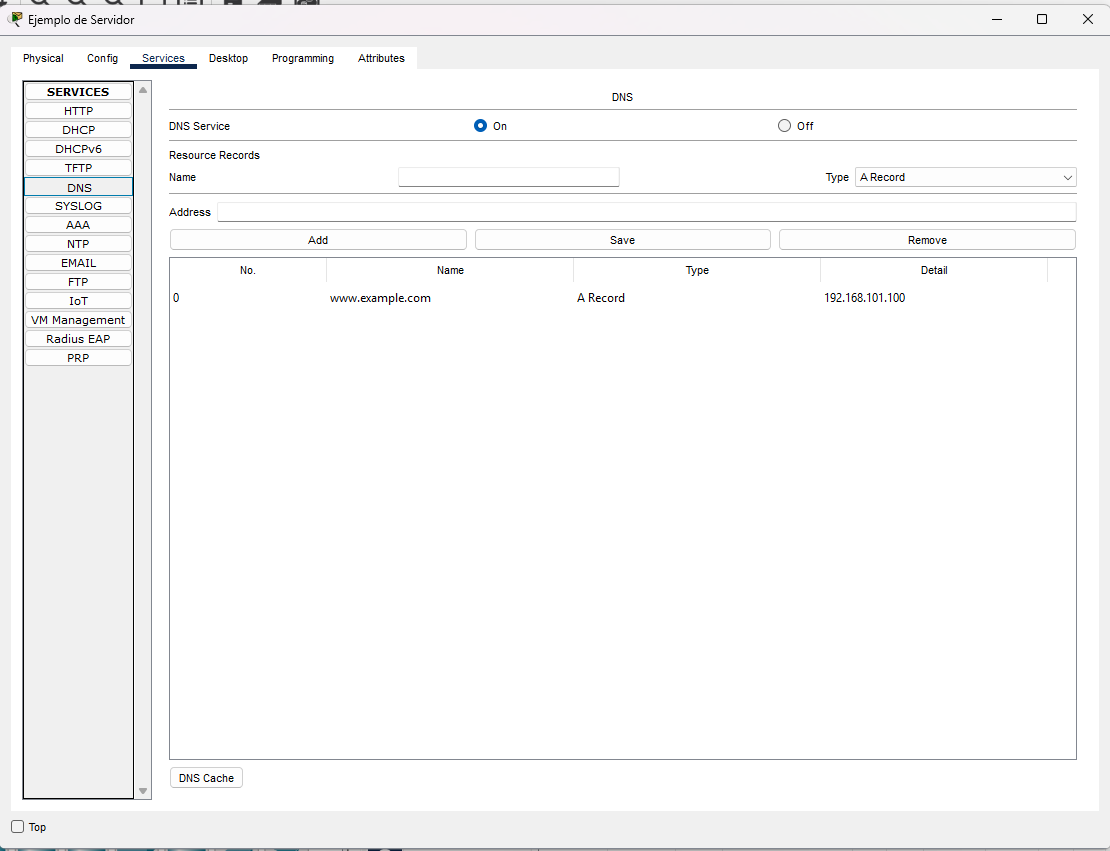 Ejemplo de Servidor
Physical Config Services Desktop Programming Attributes
SERVICES
HTTP
DHCP
DHCPv6
TFTP
DNS
SYSLOG
AAA
NTP
EMAIL
FTP
IoT
VM Management
Radius EAP
PRP
DNS
DNS Service On Off
Resource Records
Name Type A Record
Address
Add Save Remove
No. Name Type Detail
0 www.example.com A Record 192.168.101.100
DNS Cache
Top